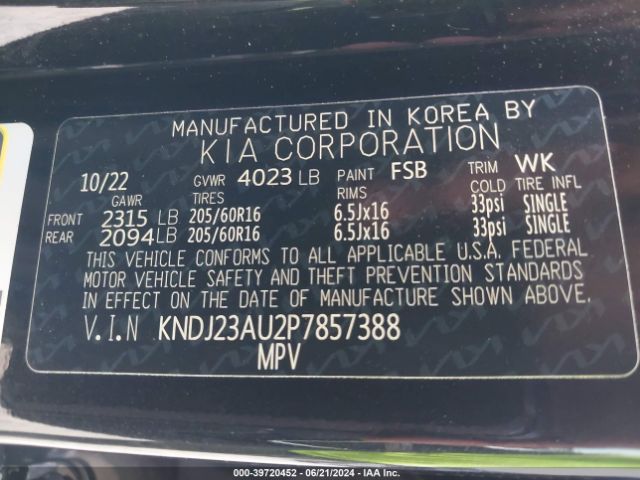 MANUFACTURED IN KOREA BY
KIA CORPORATION
10/22 GVWR 4023 LB PAINT FSB TRIM WK
GAWR TIRES RIMS COLD TIRE INFL
FRONT 2315 LB 205/60R16 6.5Jx16 33psi SINGLE
REAR 2094 LB 205/60R16 6.5Jx16 33psi SINGLE
THIS VEHICLE CONFORMS TO ALL APPLICABLE U.S.A. FEDERAL
MOTOR VEHICLE SAFETY AND THEFT PREVENTION STANDARDS
IN EFFECT ON THE DATE OF MANUFACTURE SHOWN ABOVE.
V.I.N KNDJ23AU2P7857388
MPV
000-39720452 - 06/21/2024 - IAA Inc.